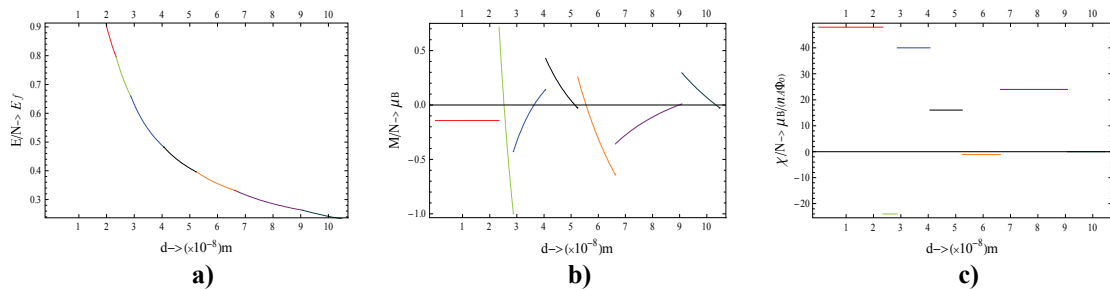 1 2 3 4 5 6 7 8 9 10
0.9
0.8
0.7
0.6
0.5
0.4
0.3
E/N-> Ef
1 2 3 4 5 6 7 8 9 10
d->(×10⁻⁸)m
a)
1 2 3 4 5 6 7 8 9 10
0.5
0.0
-0.5
-1.0
M/N-> μB
1 2 3 4 5 6 7 8 9 10
d->(×10⁻⁸)m
b)
1 2 3 4 5 6 7 8 9 10
40
20
0
-20
χ/N-> μB/(nAΦ0)
1 2 3 4 5 6 7 8 9 10
d->(×10⁻⁸)m
c)